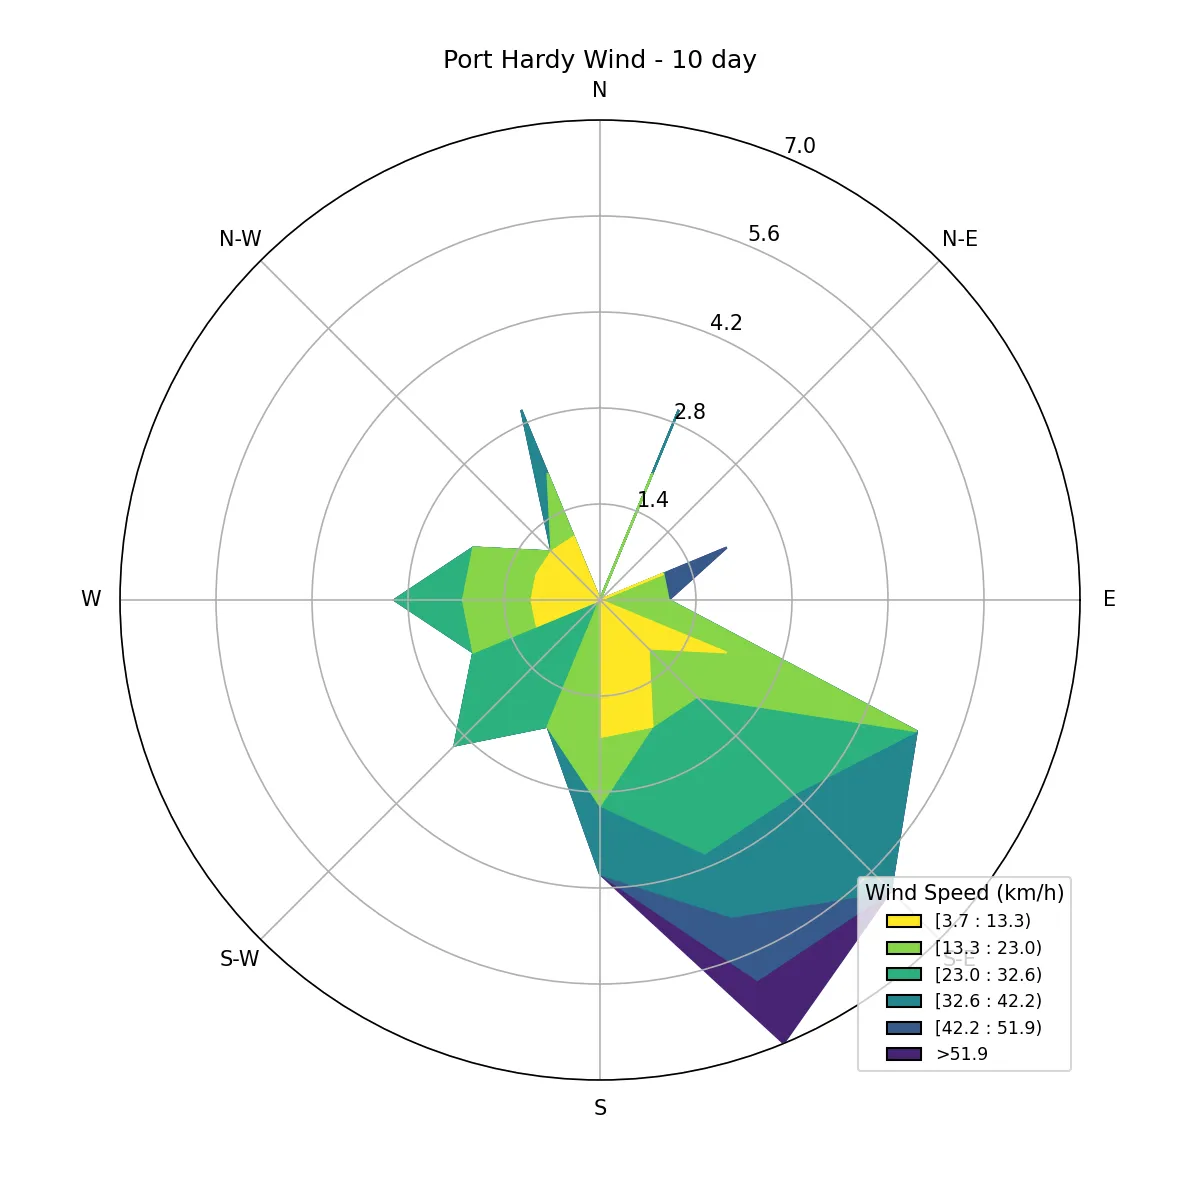 Port Hardy Wind - 10 day
N
7.0
N-W
5.6
N-E
4.2
2.8
1.4
W
E
S-W
S-E
S
Wind Speed (km/h)
[3.7 : 13.3)
[13.3 : 23.0)
[23.0 : 32.6)
[32.6 : 42.2)
[42.2 : 51.9)
>51.9